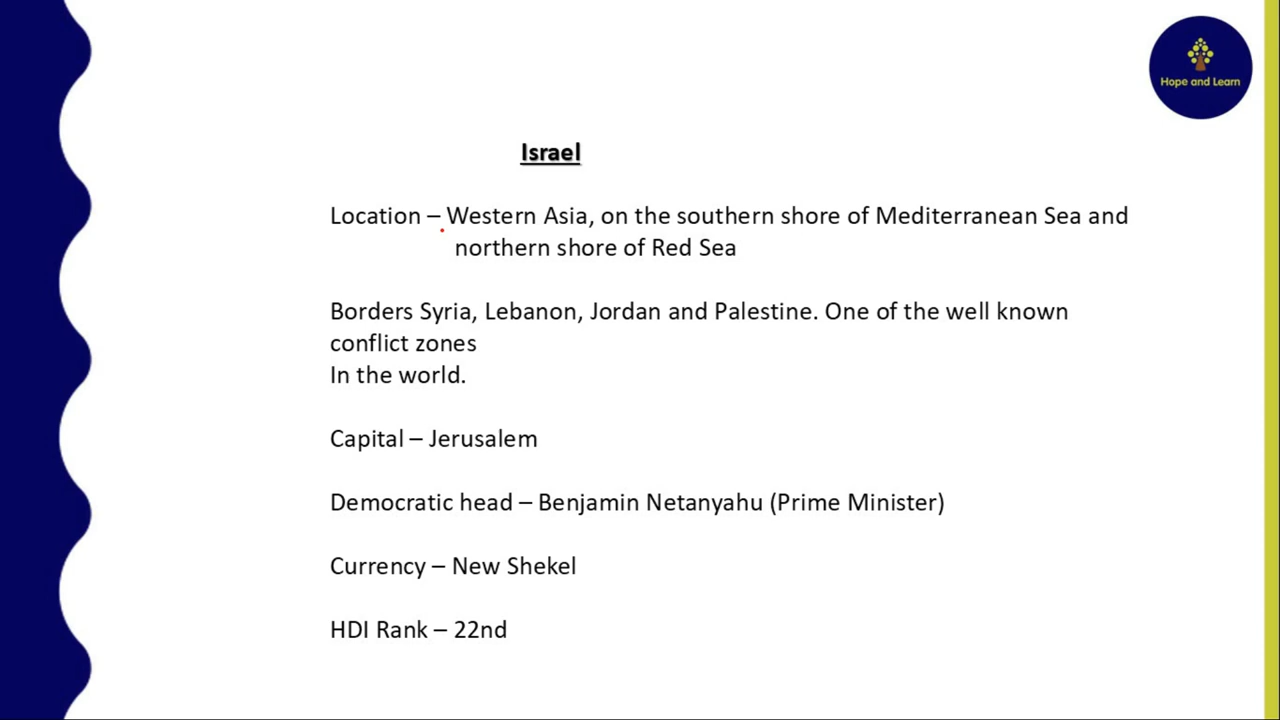 Hope and Learn
Israel
Location – Western Asia, on the southern shore of Mediterranean Sea and
northern shore of Red Sea
Borders Syria, Lebanon, Jordan and Palestine. One of the well known
conflict zones
In the world.
Capital – Jerusalem
Democratic head – Benjamin Netanyahu (Prime Minister)
Currency – New Shekel
HDI Rank – 22nd